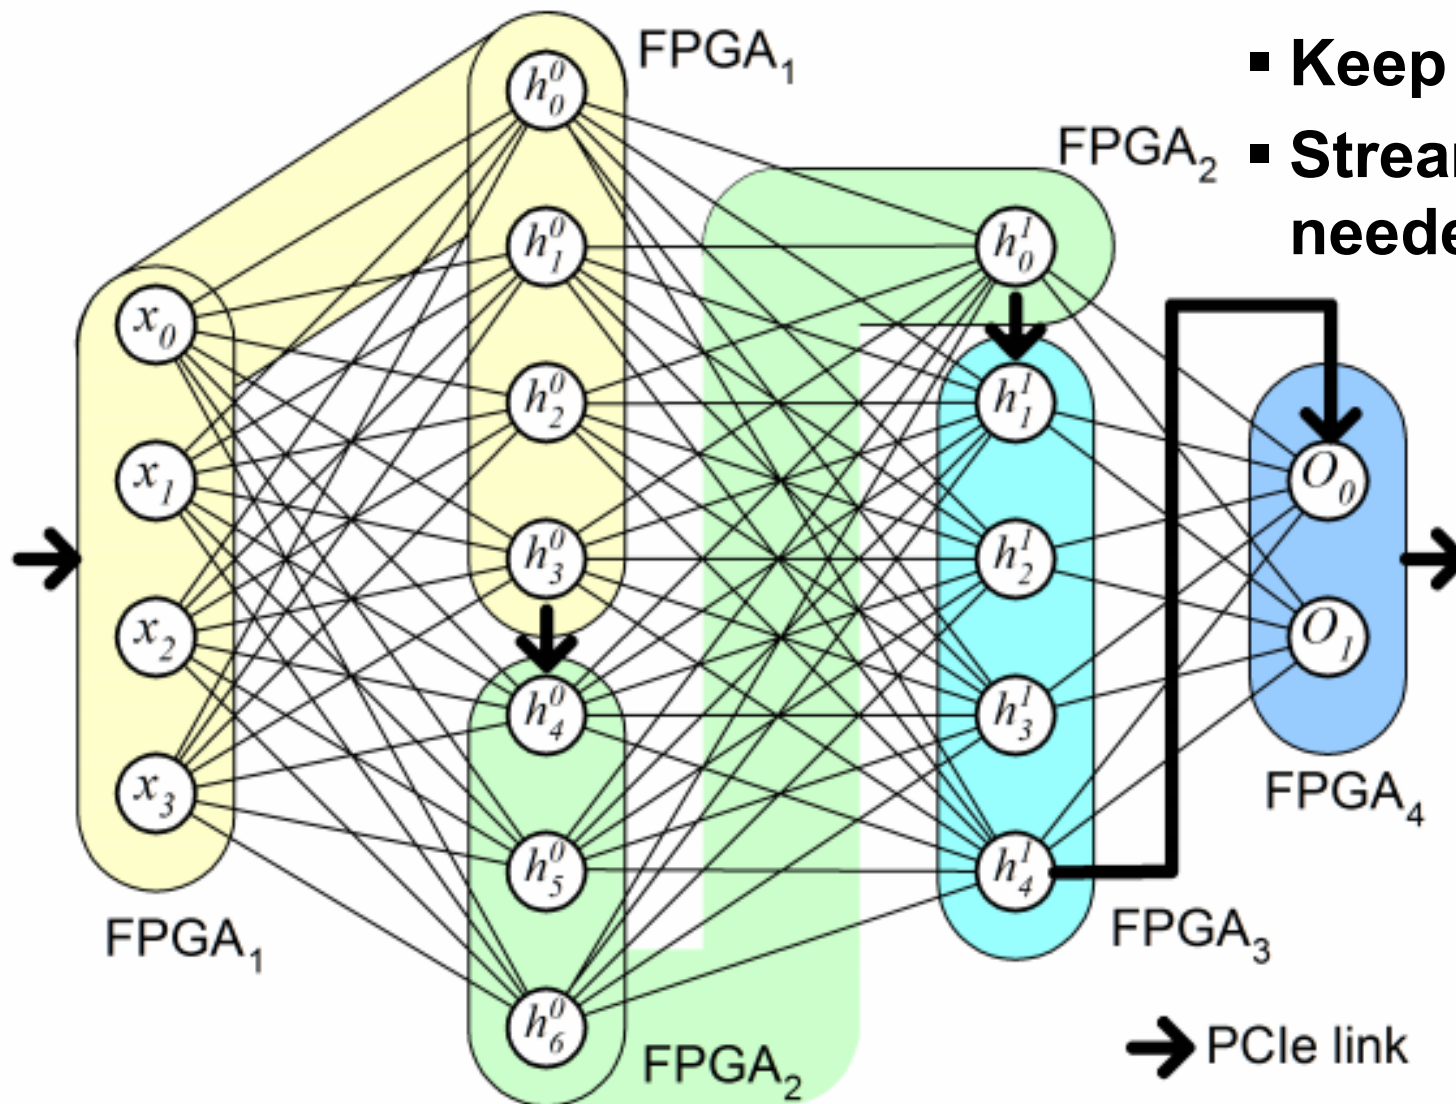 FPGA₁
▪ Keep
FPGA₂
▪ Strear
neede
h⁰₀
h⁰₁
h⁰₂
h⁰₃
h⁰₄
h⁰₅
h⁰₆
x₀
x₁
x₂
x₃
h¹₀
h¹₁
h¹₂
h¹₃
h¹₄
O₀
O₁
FPGA₄
FPGA₁
FPGA₃
FPGA₂
PCIe link